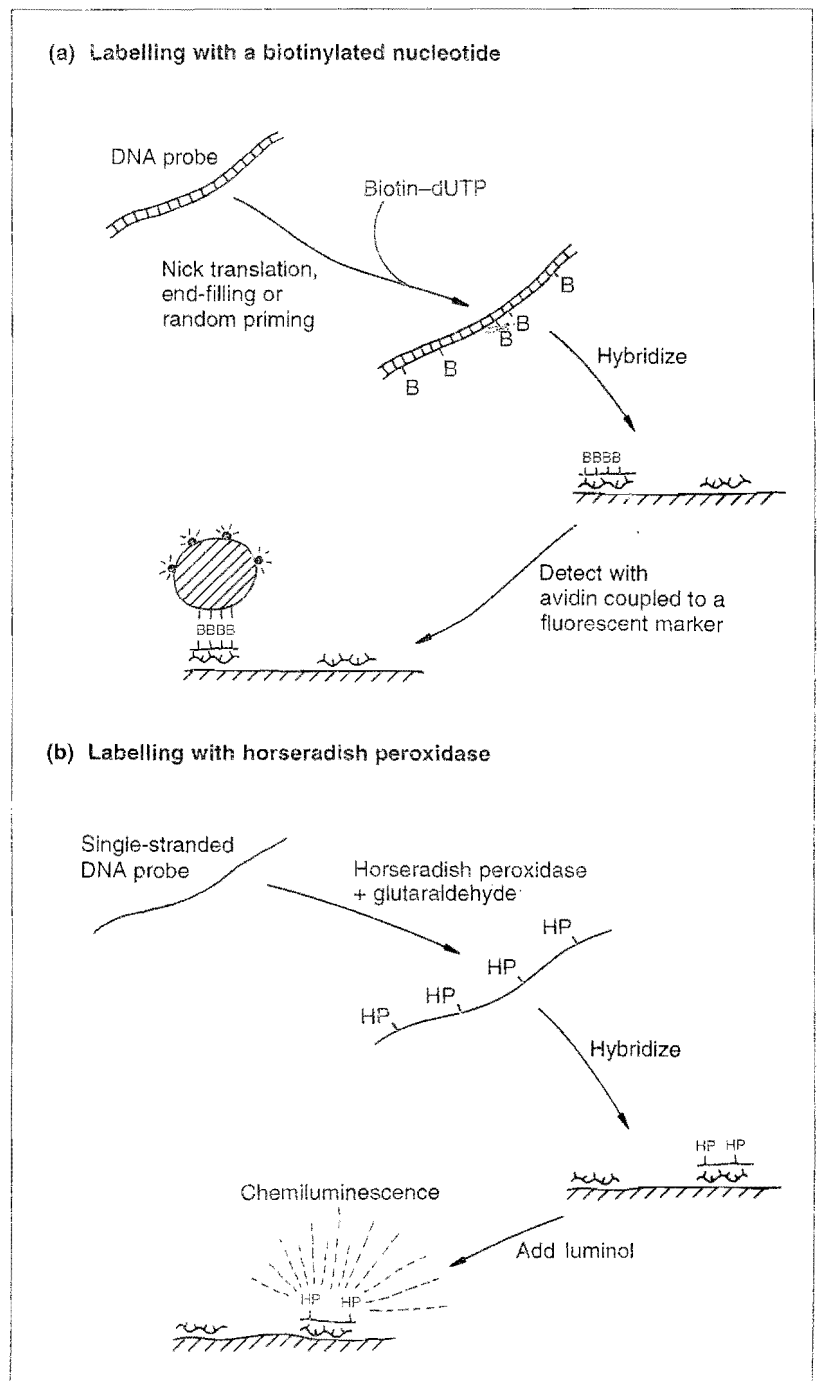 (a) Labelling with a biotinylated nucleotide
DNA probe
Biotin–dUTP
Nick translation,
end-filling or
random priming
B
B
B
B
B
Hybridize
BBBB
Detect with
avidin coupled to a
fluorescent marker
BBBB
(b) Labelling with horseradish peroxidase
Single-stranded
DNA probe
Horseradish peroxidase
+ glutaraldehyde
HP
HP
HP
HP
Hybridize
HP HP
Chemiluminescence
Add luminol
HP HP